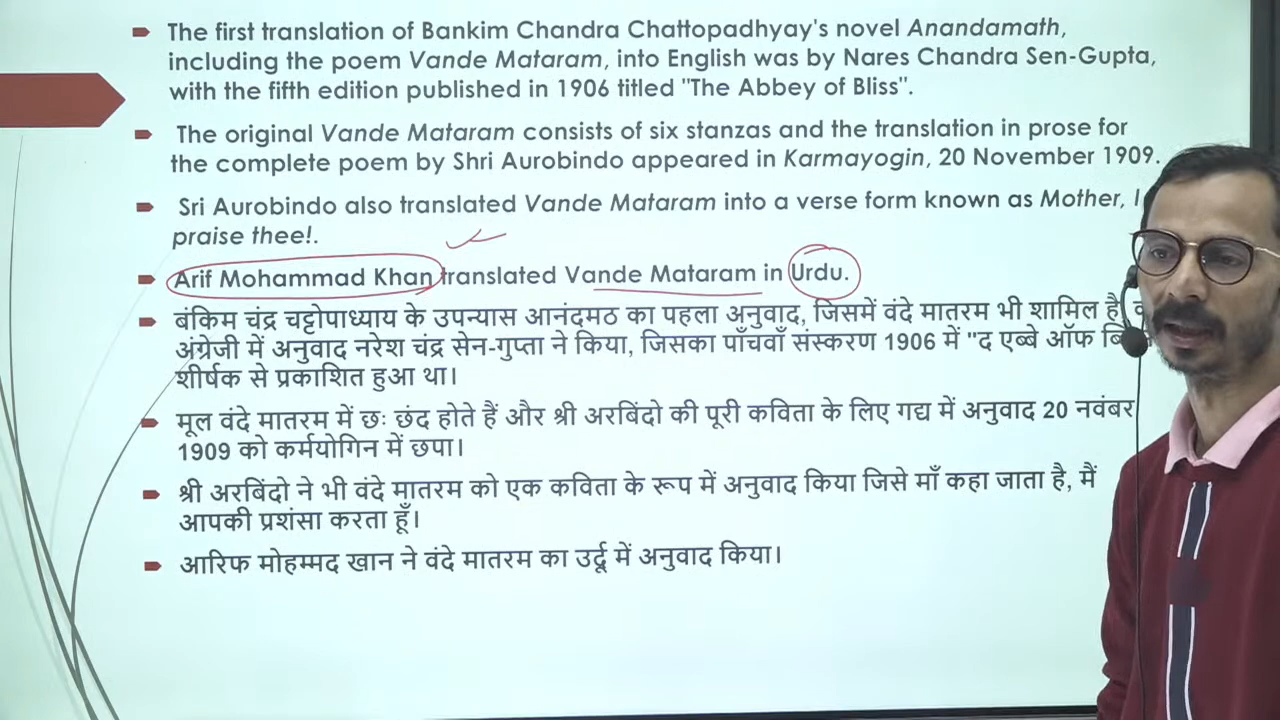 The first translation of Bankim Chandra Chattopadhyay's novel Anandamath,
including the poem Vande Mataram, into English was by Nares Chandra Sen-Gupta,
with the fifth edition published in 1906 titled "The Abbey of Bliss".
The original Vande Mataram consists of six stanzas and the translation in prose for
the complete poem by Shri Aurobindo appeared in Karmayogin, 20 November 1909.
Sri Aurobindo also translated Vande Mataram into a verse form known as Mother, I
praise thee!.
Arif Mohammad Khan translated Vande Mataram in Urdu.
बंकिम चंद्र चट्टोपाध्याय के उपन्यास आनंदमठ का पहला अनुवाद, जिसमें वंदे मातरम भी शामिल है,
अंग्रेजी में अनुवाद नरेश चंद्र सेन-गुप्ता ने किया, जिसका पाँचवाँ संस्करण 1906 में "द एब्बे ऑफ
शीर्षक से प्रकाशित हुआ था।
मूल वंदे मातरम में छः छंद होते हैं और श्री अरबिंदो की पूरी कविता के लिए गद्य में अनुवाद 20 नवंबर
1909 को कर्मयोगिन में छपा।
श्री अरबिंदो ने भी वंदे मातरम को एक कविता के रूप में अनुवाद किया जिसे माँ कहा जाता है, मैं
आपकी प्रशंसा करता हूँ।
आरिफ मोहम्मद खान ने वंदे मातरम का उर्दू में अनुवाद किया।